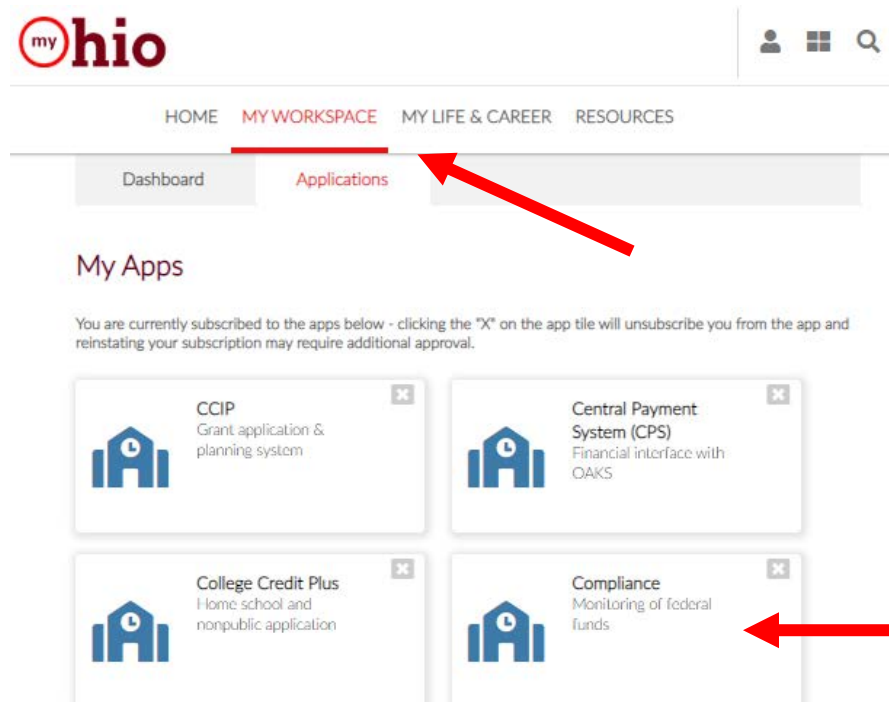 my Ohio
HOME MY WORKSPACE MY LIFE & CAREER RESOURCES
Dashboard Applications
My Apps
You are currently subscribed to the apps below - clicking the "X" on the app tile will unsubscribe you from the app and
reinstating your subscription may require additional approval.
CCIP
Grant application &
planning system
Central Payment
System (CPS)
Financial interface with
OAKS
College Credit Plus
Home school and
nonpublic application
Compliance
Monitoring of federal
funds